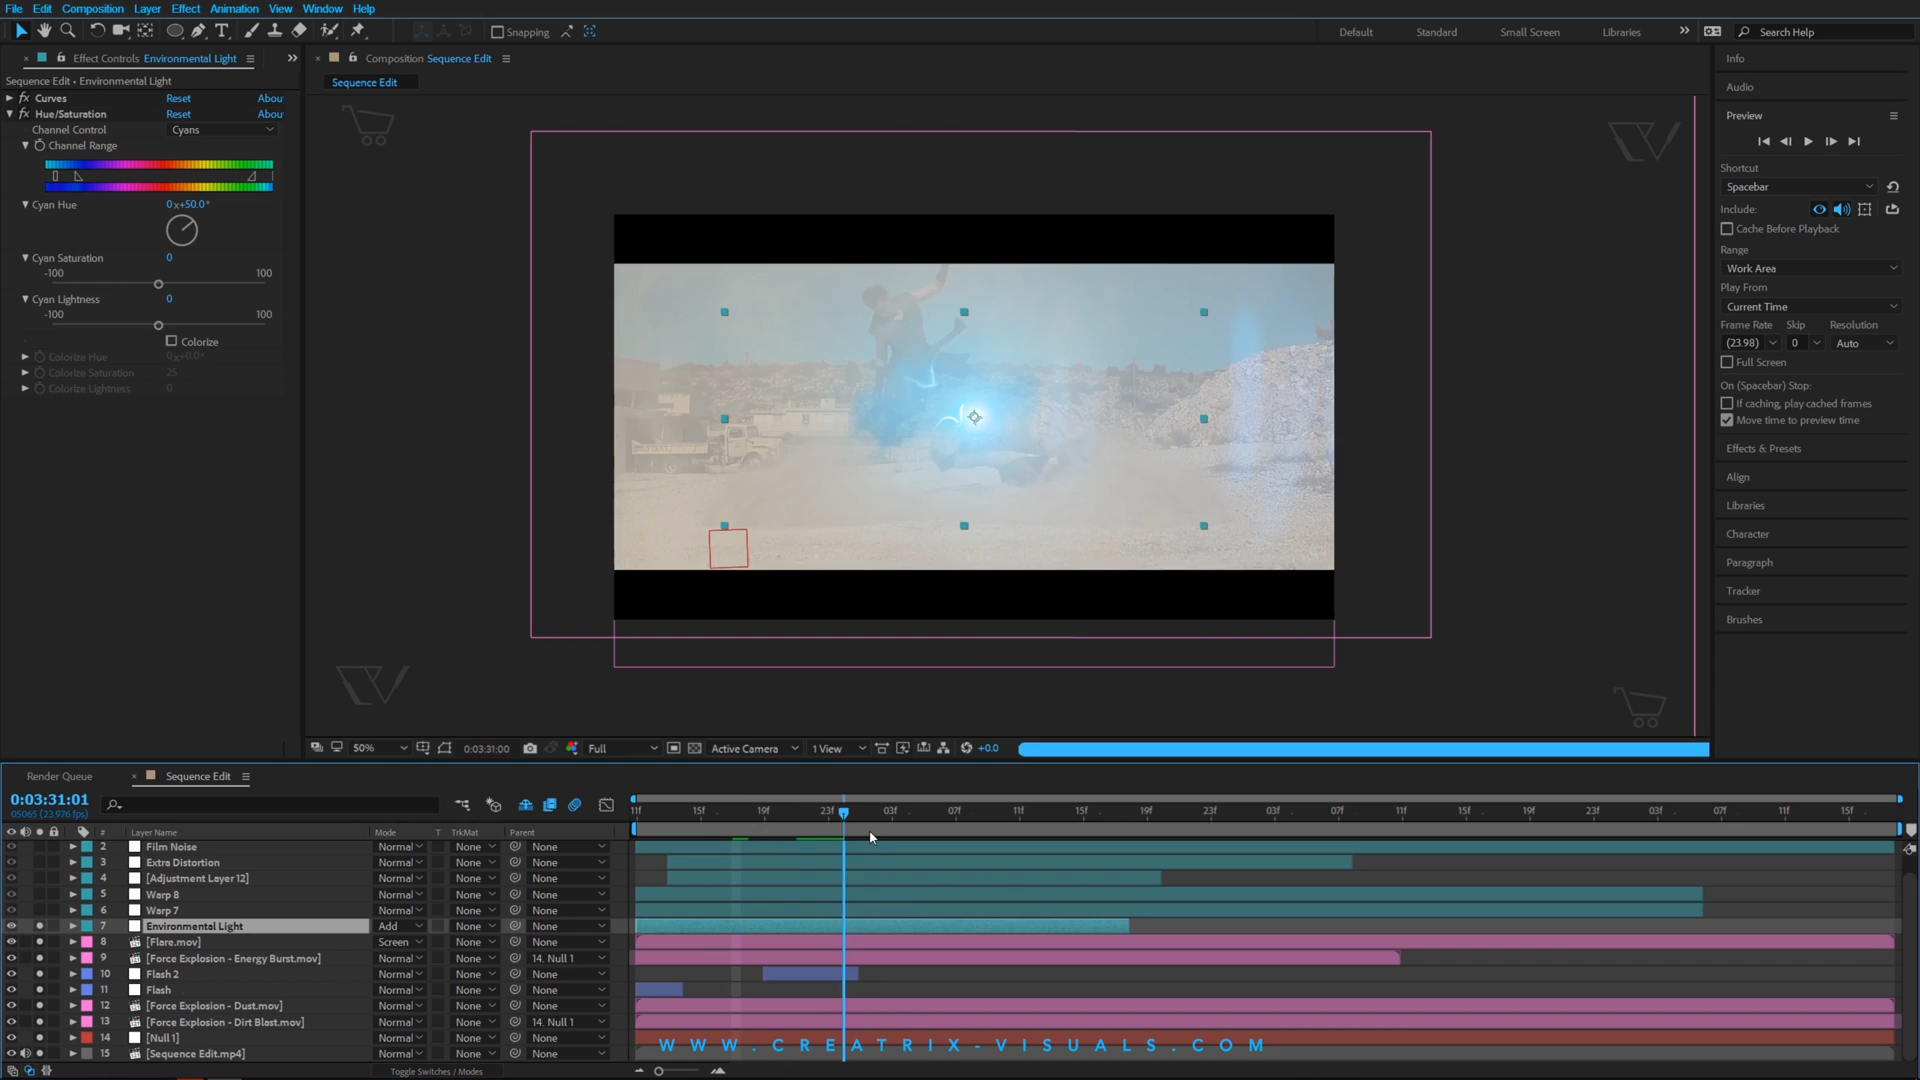 File Edit Composition Layer Effect Animation View Window Help
Snapping Default Standard Small Screen Libraries Search Help
Effect Controls Environmental Light
Composition Sequence Edit
Info
Sequence Edit • Environmental Light
Sequence Edit
fx Curves Reset Abou
Audio
fx Hue/Saturation Reset Abou
Preview
Channel Control Cyans
Channel Range
Shortcut
Spacebar
Cyan Hue 0x+50.0°
Include:
Cache Before Playback
Range
Cyan Saturation 0
Work Area
-100 100
Play From
Cyan Lightness 0
Current Time
-100 100
Frame Rate Skip Resolution
Colorize
(23.98) 0 Auto
Colorize Hue 0x+0.0°
Full Screen
Colorize Saturation 25
On (Spacebar) Stop:
Colorize Lightness 0
If caching, play cached frames
Move time to preview time
Effects & Presets
Align
Libraries
Character
Paragraph
Tracker
Brushes
50% 0:03:31:00 Full Active Camera 1 View +0.0
Render Queue Sequence Edit
0:03:31:01
05065 (23.976 fps)
11f 15f 19f 23f 03f 07f 11f 15f 19f 23f 03f 07f 11f 15f 19f 23f 03f 07f 11f 15f
# Layer Name Mode T TrkMat Parent
2 Film Noise Normal None None
3 Extra Distortion Normal None None
4 [Adjustment Layer 12] Normal None None
5 Warp 8 Normal None None
6 Warp 7 Normal None None
7 Environmental Light Add None None
8 [Flare.mov] Screen None None
9 [Force Explosion - Energy Burst.mov] Normal None 14. Null 1
10 Flash 2 Normal None None
11 Flash Normal None None
12 [Force Explosion - Dust.mov] Normal None None
13 [Force Explosion - Dirt Blast.mov] Normal None 14. Null 1
14 [Null 1] Normal None None
15 [Sequence Edit.mp4] Normal None None
WWW.CREATRIX-VISUALS.COM
Toggle Switches / Modes